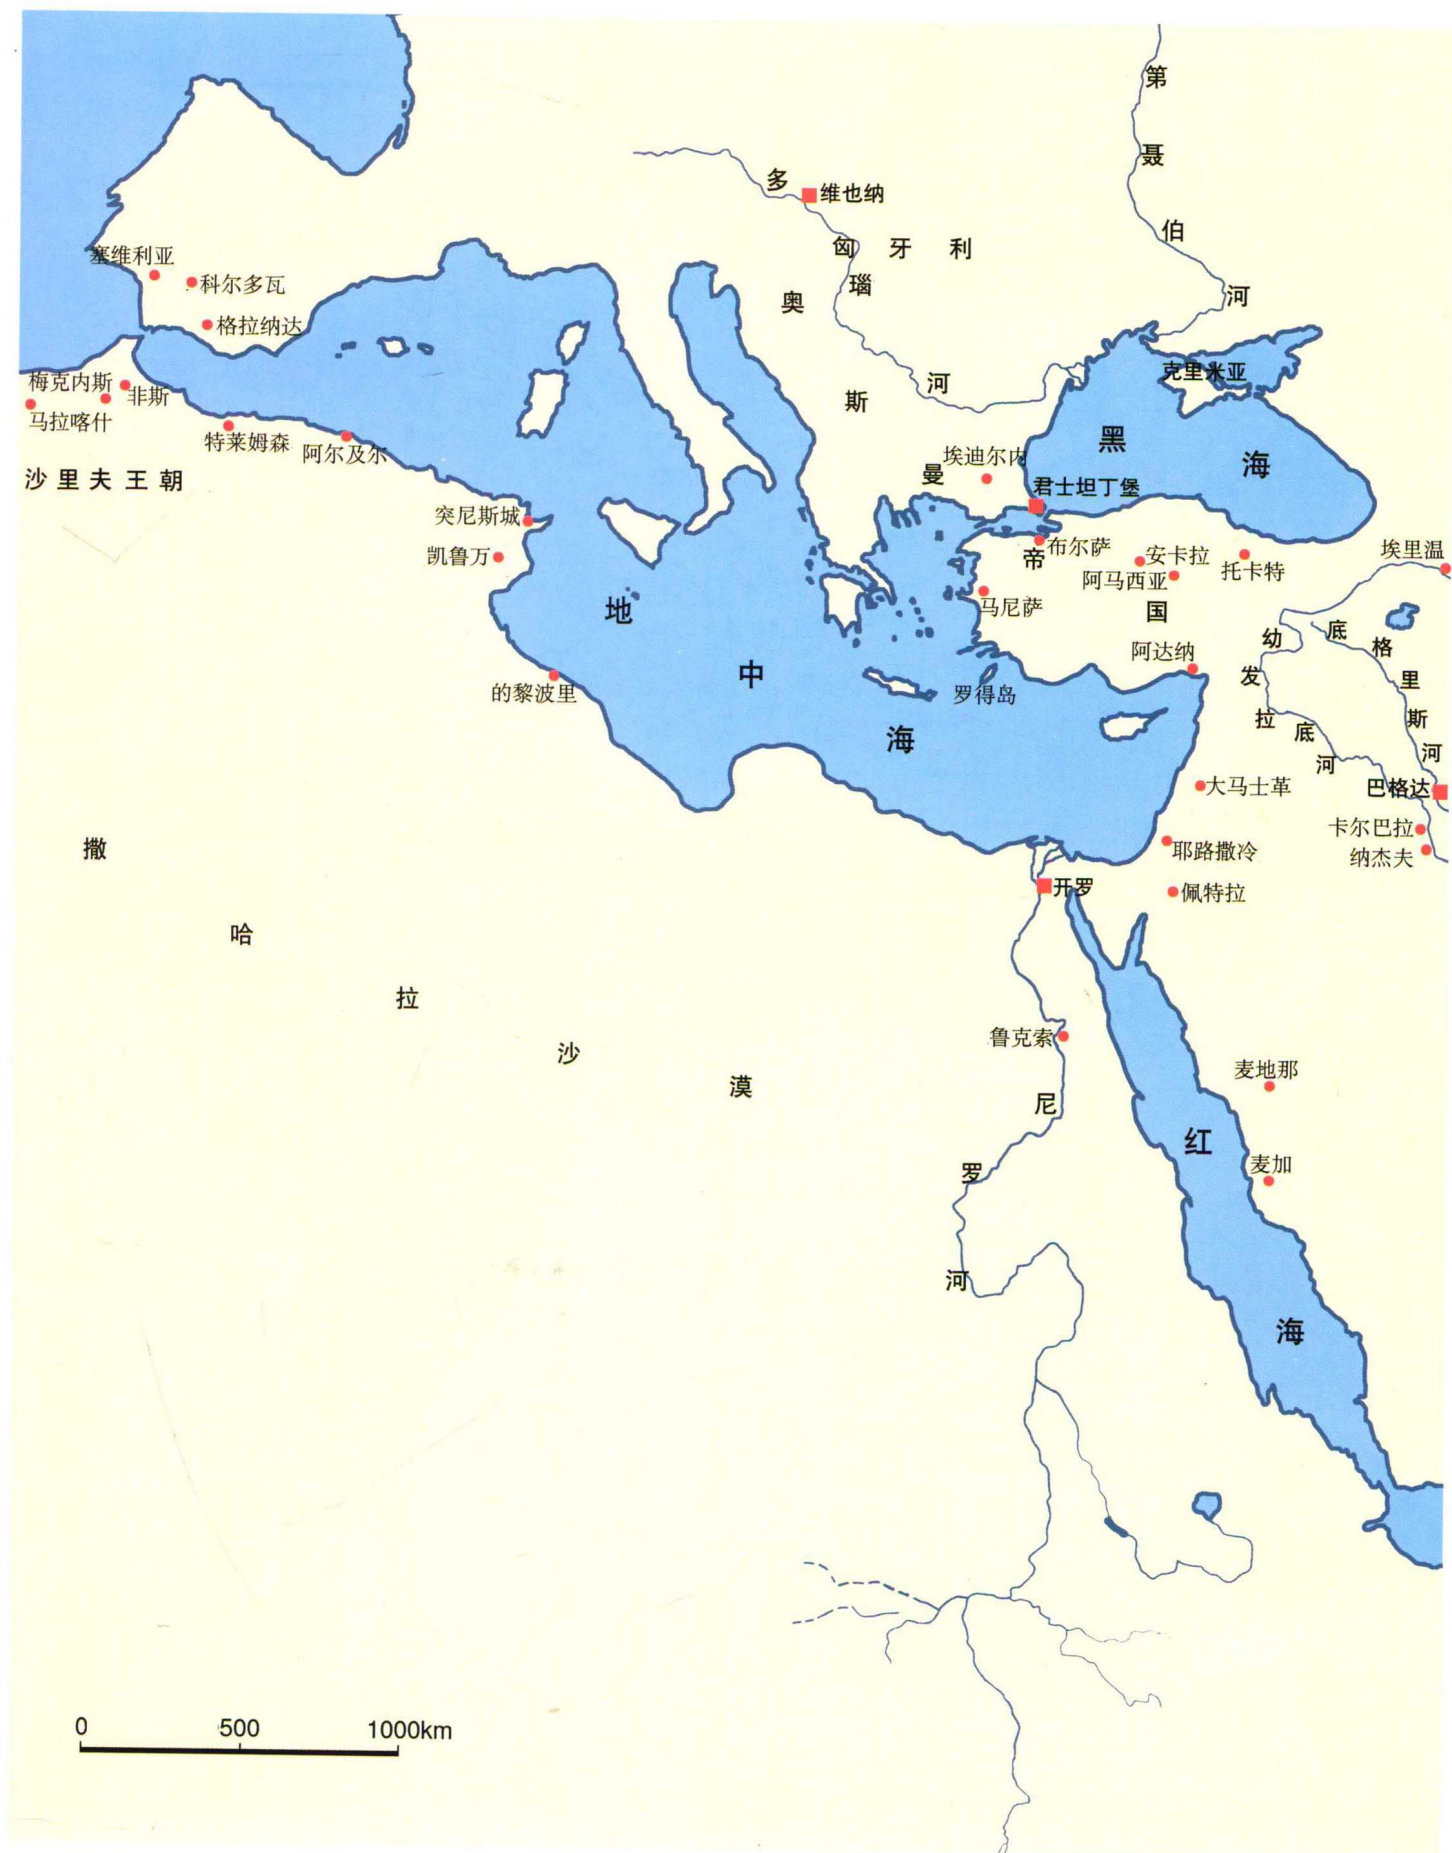 第聂伯河
多瑙河
维也纳
匈牙利
塞维利亚
科尔多瓦
格拉纳达
奥斯曼帝国
克里米亚
黑海
梅克内斯
非斯
马拉喀什
特莱姆森
阿尔及尔
沙里夫王朝
埃迪尔内
君士坦丁堡
突尼斯城
凯鲁万
布尔萨
安卡拉
阿马西亚
托卡特
埃里温
马尼萨
地中海
幼发拉底河
底格里斯河
阿达纳
的黎波里
罗得岛
大马士革
巴格达
卡尔巴拉
纳杰夫
耶路撒冷
开罗
佩特拉
撒哈拉沙漠
鲁克索
尼罗河
麦地那
红海
麦加
0 500 1000km